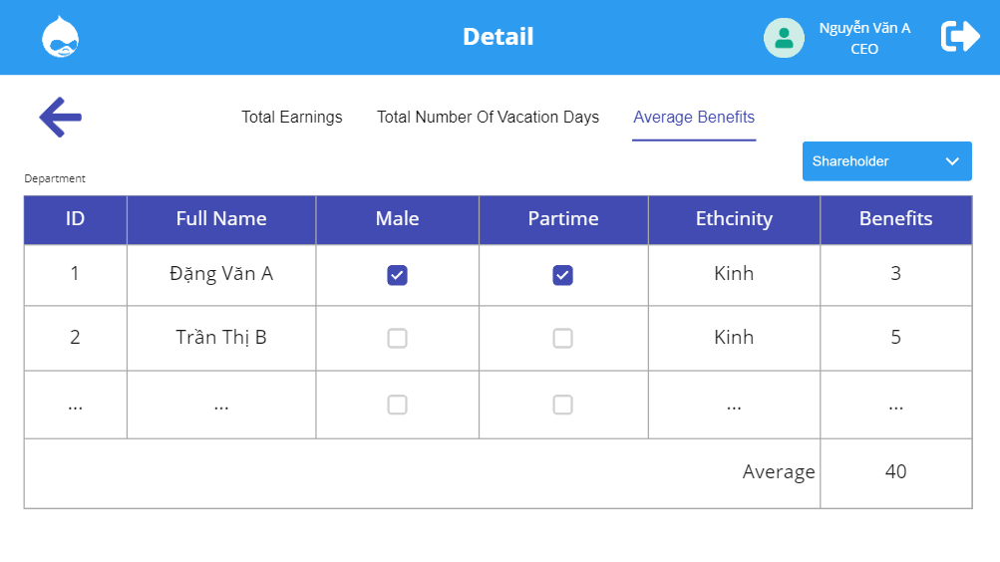 Detail
Nguyễn Văn A
CEO
Total Earnings
Total Number Of Vacation Days
Average Benefits
Shareholder
Department
ID
Full Name
Male
Partime
Ethcinity
Benefits
1
Đặng Văn A
Kinh
3
2
Trần Thị B
Kinh
5
...
...
...
...
Average
40